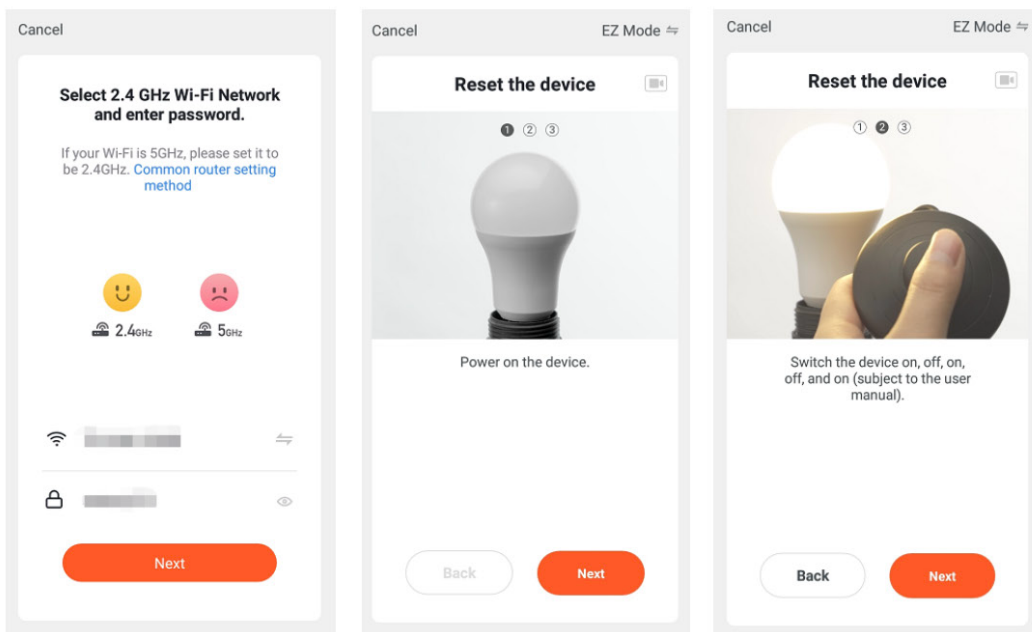 Cancel
Select 2.4 GHz Wi-Fi Network
and enter password.
If your Wi-Fi is 5GHz, please set it to
be 2.4GHz. Common router setting
method
2.4GHz
5GHz
Next
Cancel
EZ Mode
Reset the device
1 2 3
Power on the device.
Back
Next
Cancel
EZ Mode
Reset the device
1 2 3
Switch the device on, off, on,
off, and on (subject to the user
manual).
Back
Next